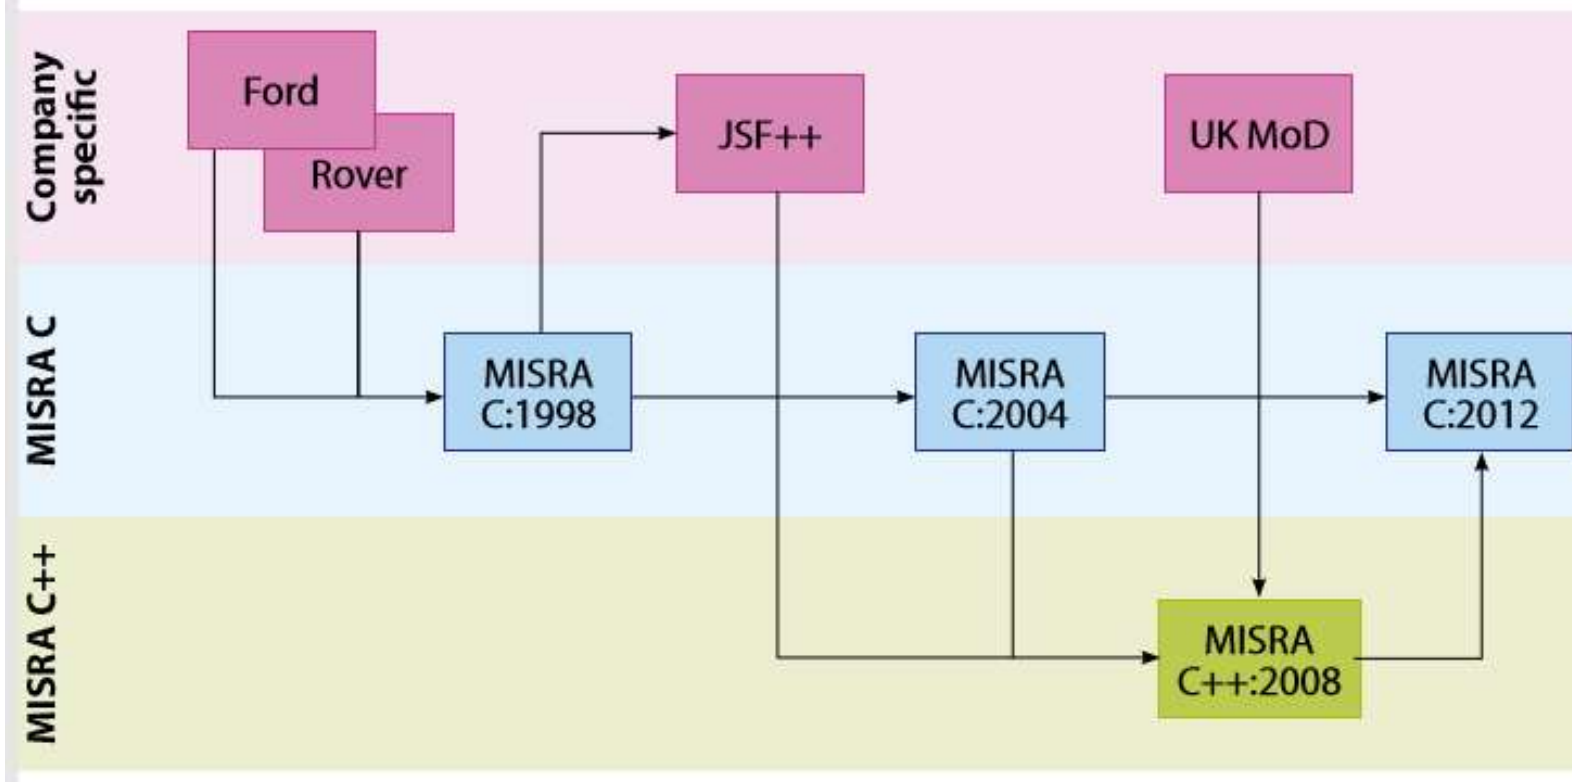 Company
specific
Ford
Rover
JSF++
UK MoD
MISRA C
MISRA
C:1998
MISRA
C:2004
MISRA
C:2012
MISRA C++
MISRA
C++:2008